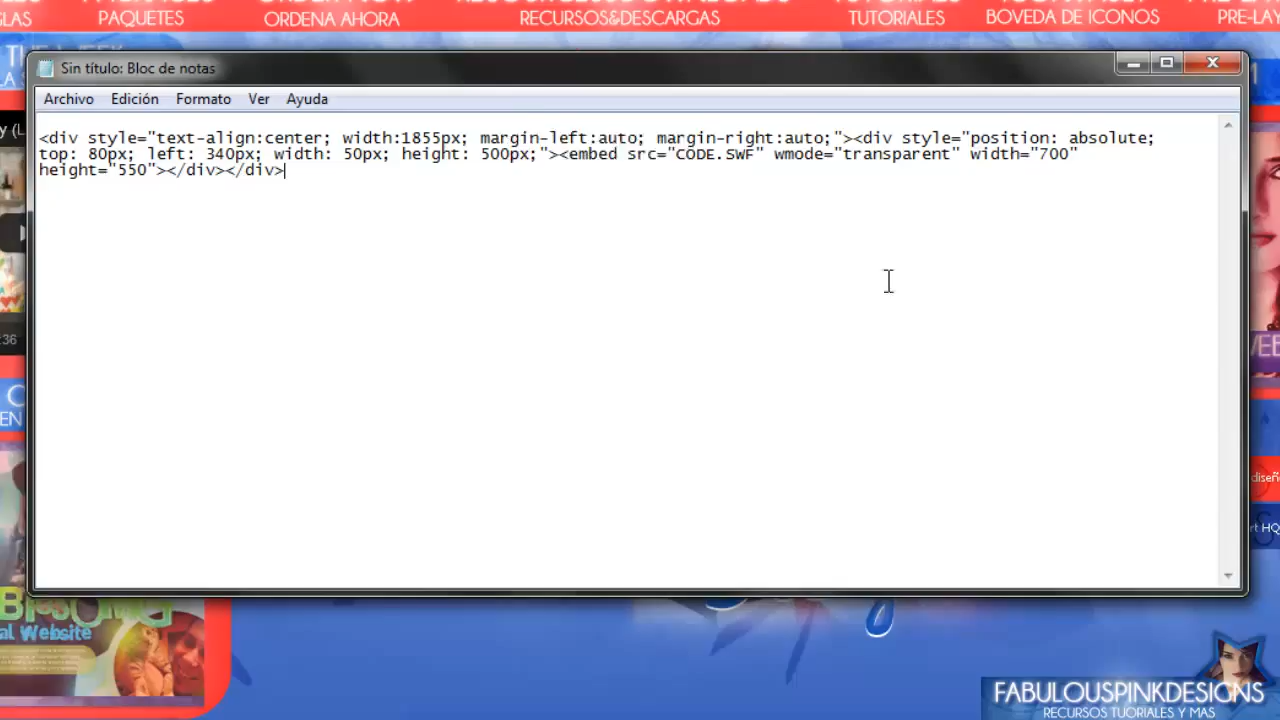 PAQUETES
ORDENA AHORA
RECURSOS&DESCARGAS
TUTORIALES
BOVEDA DE ICONOS
PRE-LAY
Sin título: Bloc de notas
Archivo Edición Formato Ver Ayuda
<div style="text-align:center; width:1855px; margin-left:auto; margin-right:auto;"><div style="position: absolute;
top: 80px; left: 340px; width: 50px; height: 500px;"><embed src="CODE.SWF" wmode="transparent" width="700"
height="550"></div></div>
:36
al Website
FABULOUSPINKDESIGNS
RECURSOS TUORIALES Y MAS